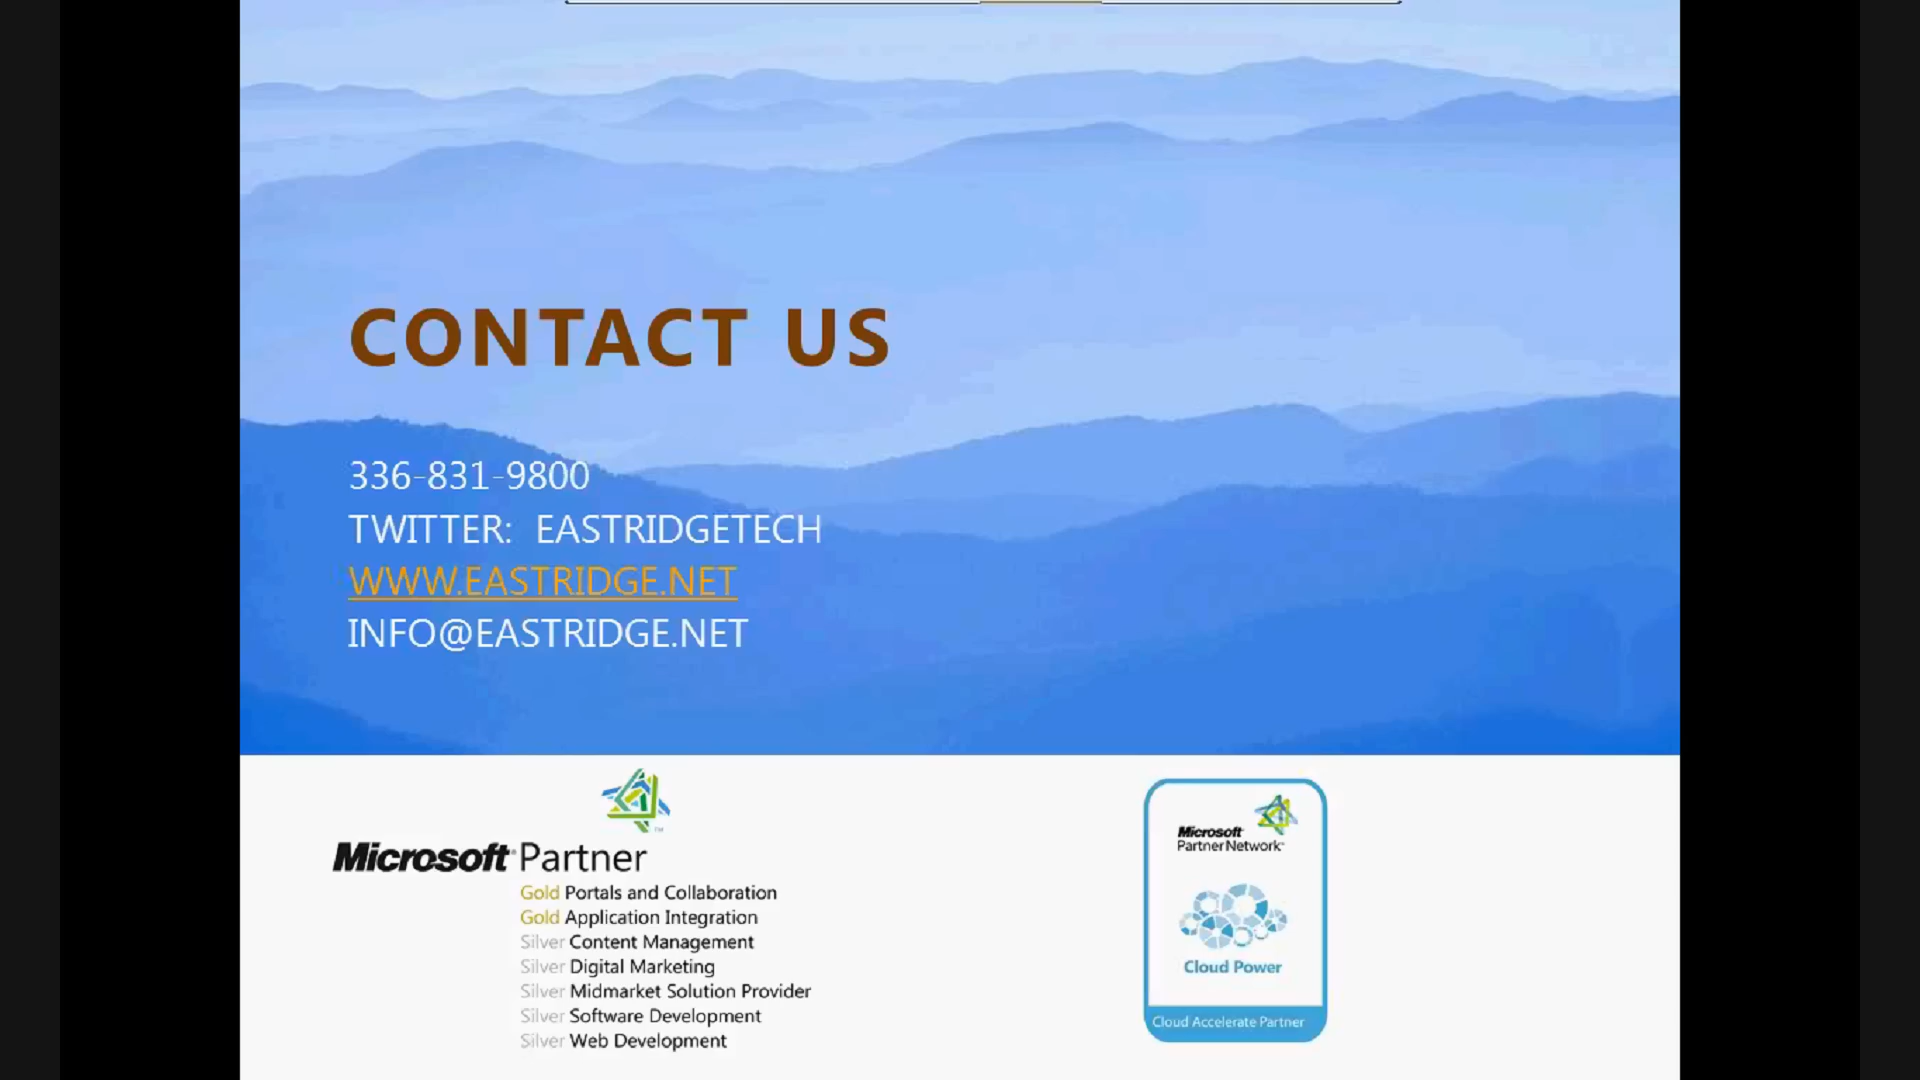 CONTACT US
336-831-9800
TWITTER: EASTRIDGETECH
WWW.EASTRIDGE.NET
INFO@EASTRIDGE.NET
TM
Microsoft Partner
Gold Portals and Collaboration
Gold Application Integration
Silver Content Management
Silver Digital Marketing
Silver Midmarket Solution Provider
Silver Software Development
Silver Web Development
Microsoft
Partner Network
Cloud Power
Cloud Accelerate Partner